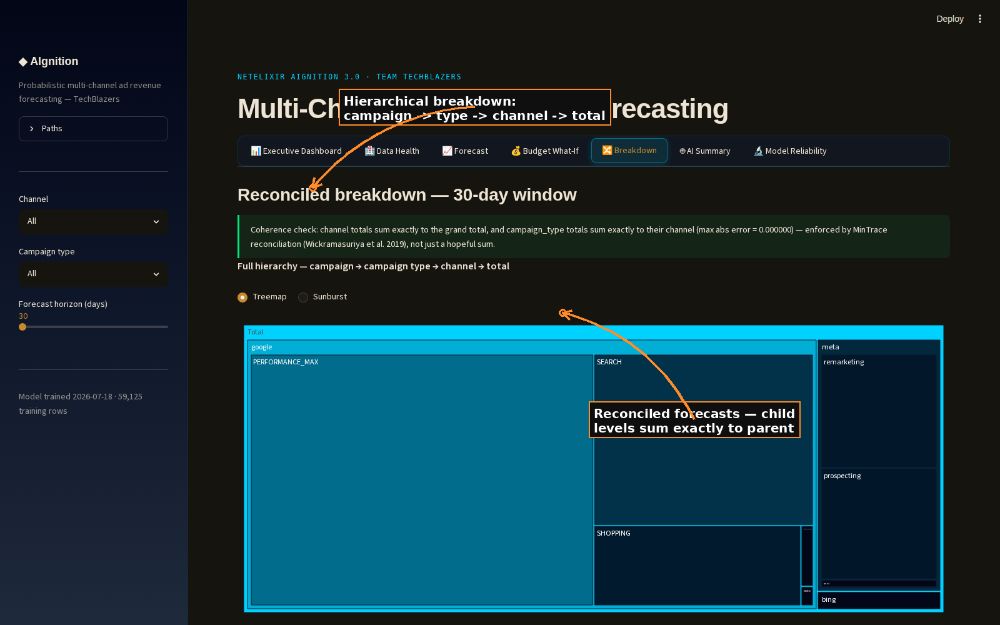 Deploy
◆ AIgnition
Probabilistic multi-channel ad revenue
forecasting — TechBlazers
Paths
Channel
All
Campaign type
All
Forecast horizon (days)
30
Model trained 2026-07-18 · 59,125
training rows
NETELIXIR AIGNITION 3.0 · TEAM TECHBLAZERS
Multi-Ch
recasting
Hierarchical breakdown:
campaign -> type -> channel -> total
📊 Executive Dashboard
🏥 Data Health
📈 Forecast
💰 Budget What-If
🔀 Breakdown
AI Summary
🔬 Model Reliability
Reconciled breakdown — 30-day window
Coherence check: channel totals sum exactly to the grand total, and campaign_type totals sum exactly to their channel (max abs error = 0.000000) — enforced by MinTrace
reconciliation (Wickramasuriya et al. 2019), not just a hopeful sum.
Full hierarchy — campaign → campaign type → channel → total
Treemap
Sunburst
Total
google
PERFORMANCE_MAX
SEARCH
Reconciled forecasts — child
levels sum exactly to parent
SHOPPING
VIDEO
meta
remarketing
prospecting
bing